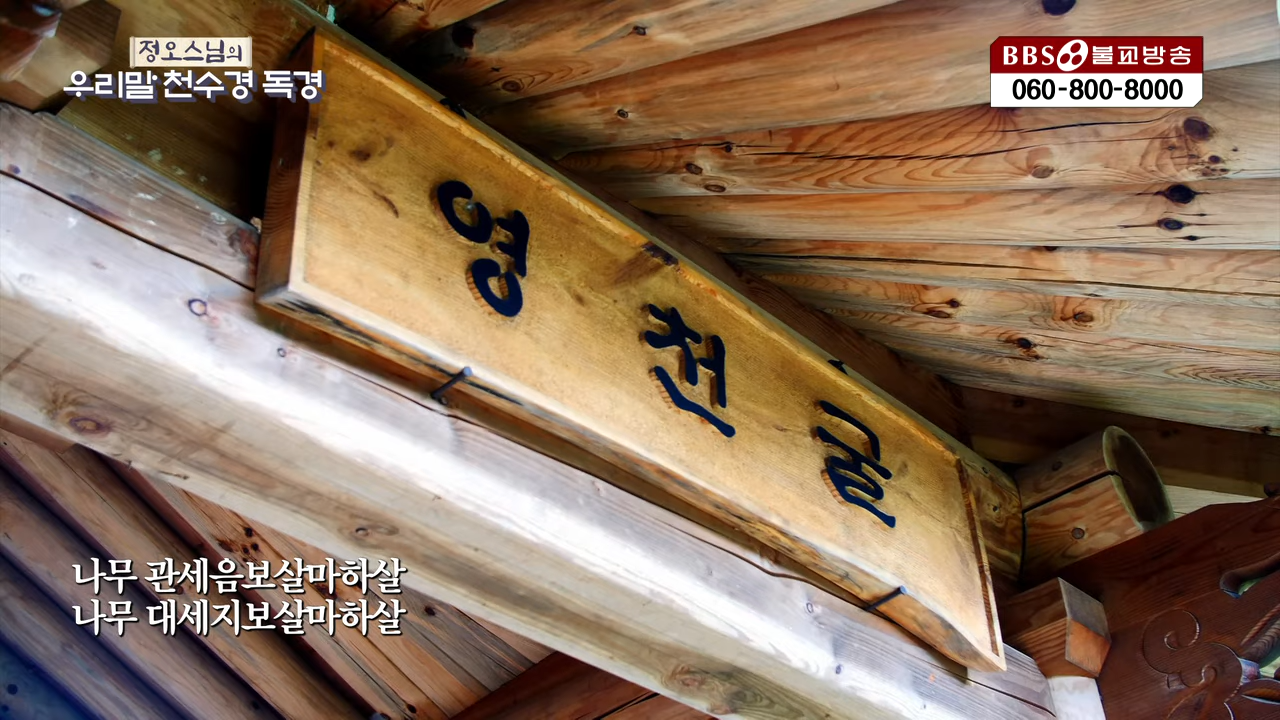 정오스님의
우리말 천수경 독경
BBS 불교방송
060-800-8000
영천굴
나무 관세음보살마하살
나무 대세지보살마하살